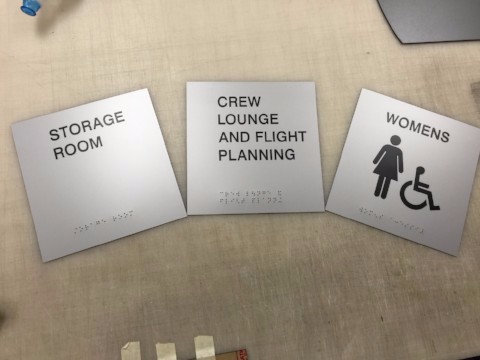 STORAGE
ROOM
CREW
LOUNGE
AND FLIGHT
PLANNING
WOMENS